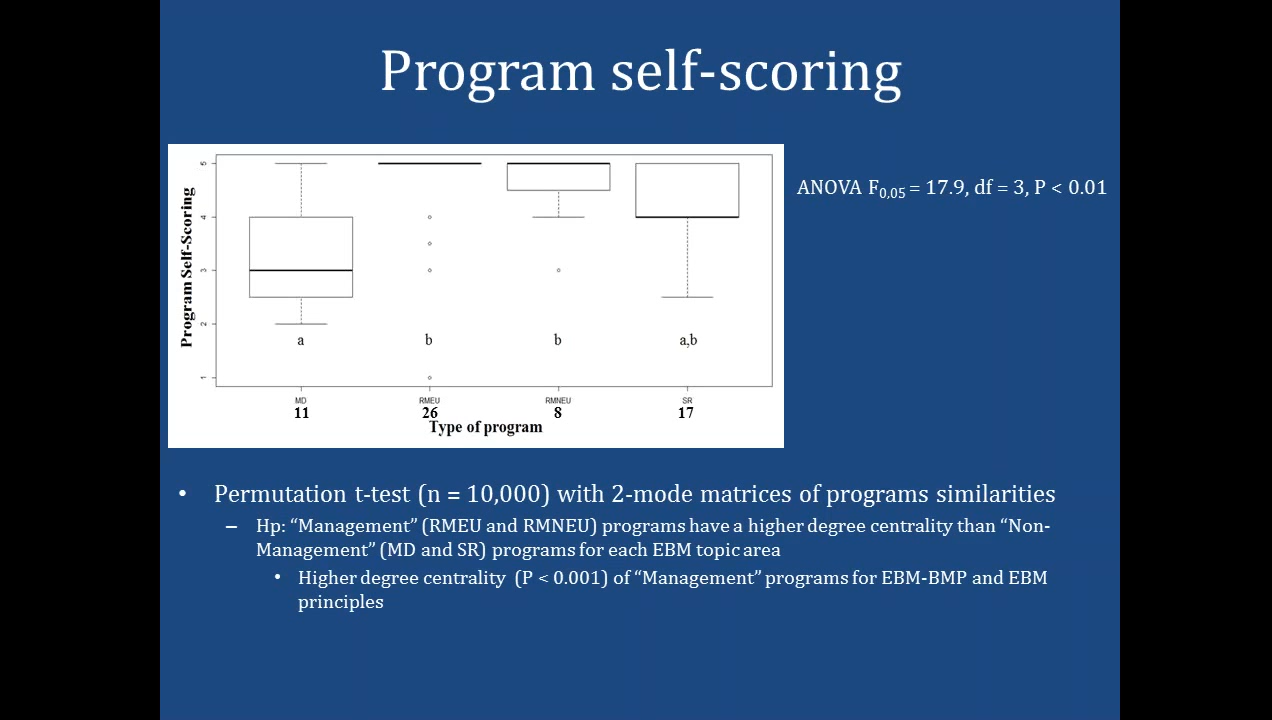 Program self-scoring
Program Self-Scoring
5
4
3
2
1
a
b
b
a,b
MD
RMEU
RMNEU
SR
11
26
8
17
Type of program
ANOVA F0,05 = 17.9, df = 3, P < 0.01
• Permutation t-test (n = 10,000) with 2-mode matrices of programs similarities
– Hp: “Management” (RMEU and RMNEU) programs have a higher degree centrality than “Non-
Management” (MD and SR) programs for each EBM topic area
• Higher degree centrality (P < 0.001) of “Management” programs for EBM-BMP and EBM
principles